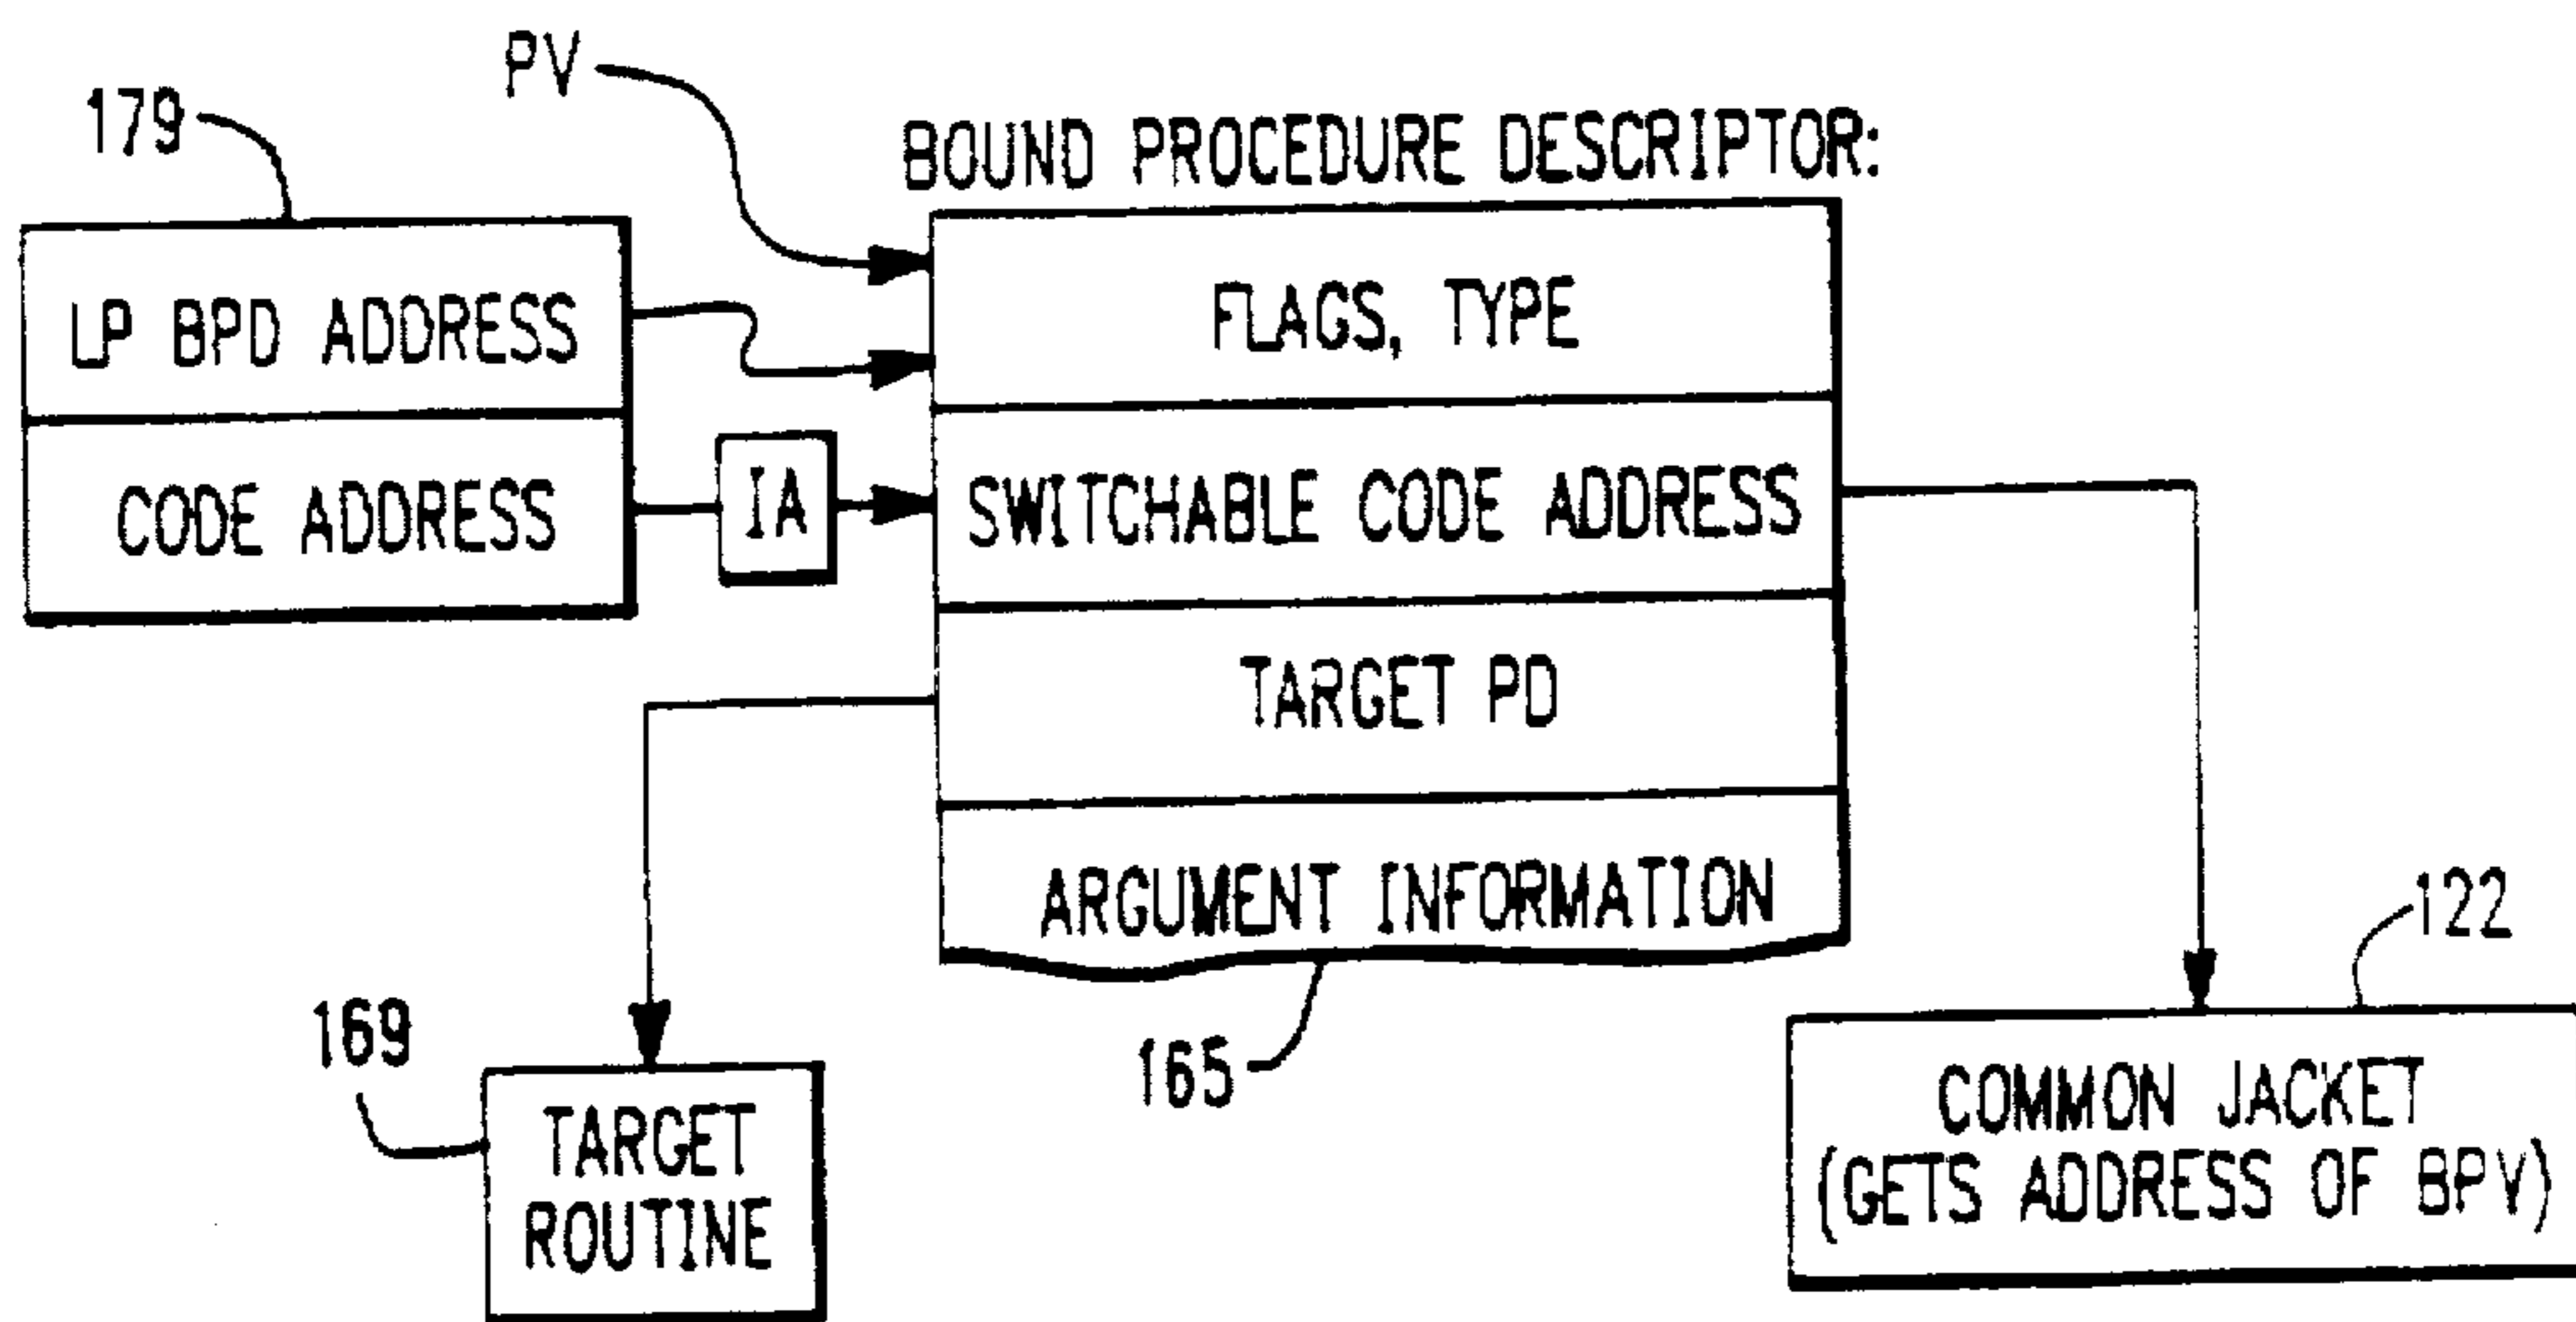 PV
179
BOUND PROCEDURE DESCRIPTOR:
LP BPD ADDRESS
FLAGS, TYPE
CODE ADDRESS
IA
SWITCHABLE CODE ADDRESS
TARGET PD
ARGUMENT INFORMATION
122
169
165
TARGET
ROUTINE
COMMON JACKET
(GETS ADDRESS OF BPV)